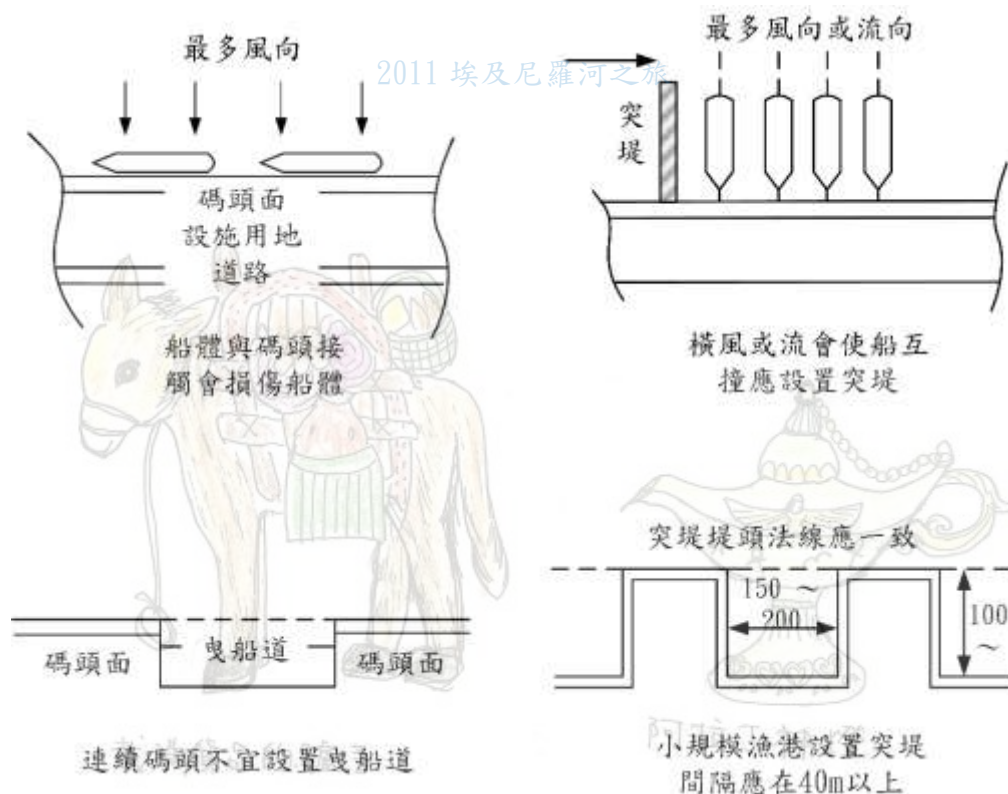 最多風向
碼頭面
設施用地
道路
船體與碼頭接
觸會損傷船體
2011 埃及尼羅河之旅
最多風向或流向
突
堤
橫風或流會使船互
撞應設置突堤
碼頭面
曳船道
碼頭面
連續碼頭不宜設置曳船道
突堤堤頭法線應一致
150 ～
200
100
～
小規模漁港設置突堤
間隔應在40m以上